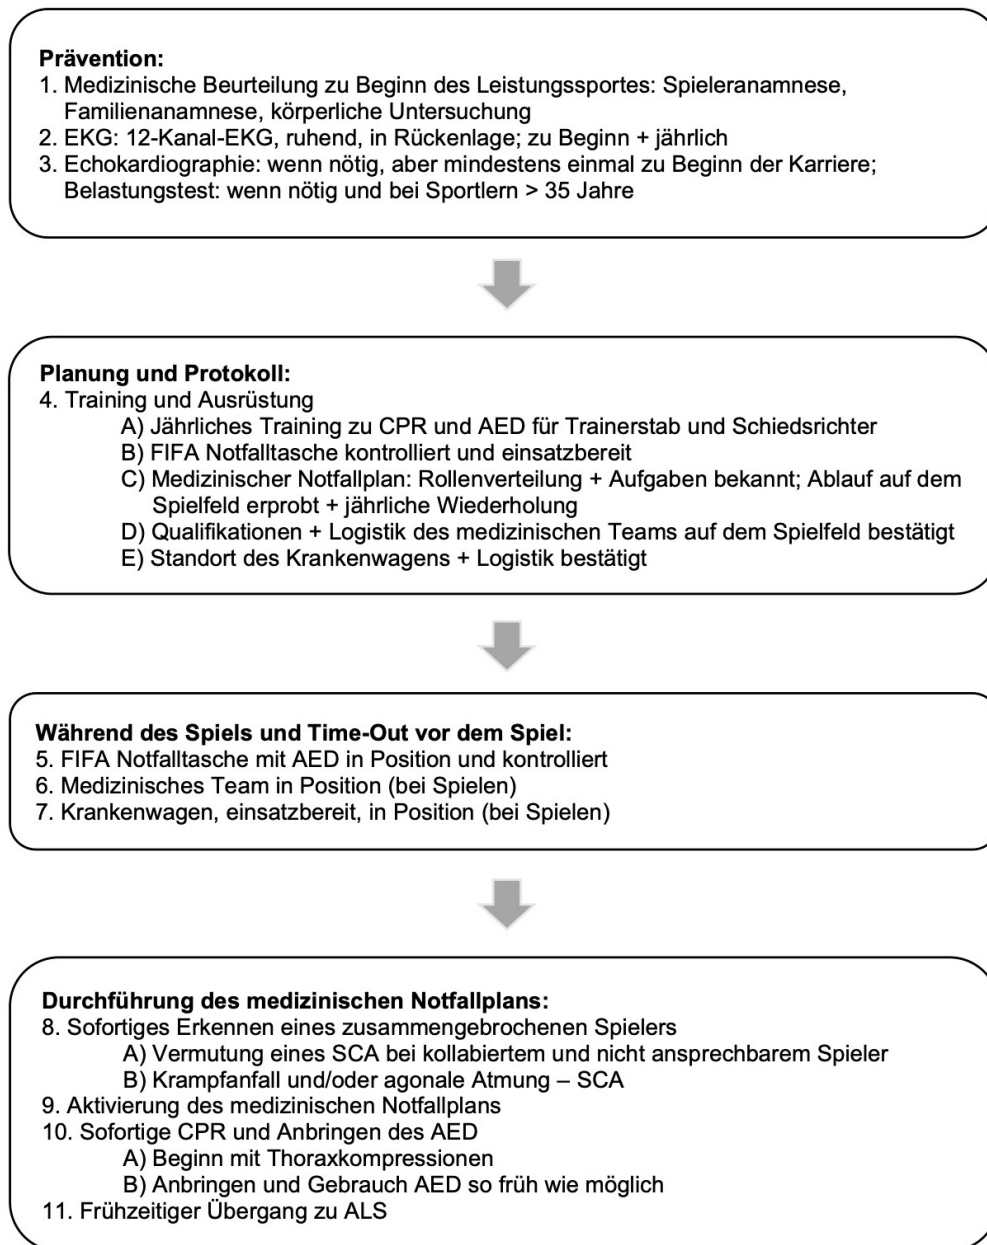 Prävention:
1. Medizinische Beurteilung zu Beginn des Leistungssportes: Spieleranamnese,
Familienanamnese, körperliche Untersuchung
2. EKG: 12-Kanal-EKG, ruhend, in Rückenlage; zu Beginn + jährlich
3. Echokardiographie: wenn nötig, aber mindestens einmal zu Beginn der Karriere;
Belastungstest: wenn nötig und bei Sportlern > 35 Jahre
Planung und Protokoll:
4. Training und Ausrüstung
A) Jährliches Training zu CPR und AED für Trainerstab und Schiedsrichter
B) FIFA Notfalltasche kontrolliert und einsatzbereit
C) Medizinischer Notfallplan: Rollenverteilung + Aufgaben bekannt; Ablauf auf dem
Spielfeld erprobt + jährliche Wiederholung
D) Qualifikationen + Logistik des medizinischen Teams auf dem Spielfeld bestätigt
E) Standort des Krankenwagens + Logistik bestätigt
Während des Spiels und Time-Out vor dem Spiel:
5. FIFA Notfalltasche mit AED in Position und kontrolliert
6. Medizinisches Team in Position (bei Spielen)
7. Krankenwagen, einsatzbereit, in Position (bei Spielen)
Durchführung des medizinischen Notfallplans:
8. Sofortiges Erkennen eines zusammengebrochenen Spielers
A) Vermutung eines SCA bei kollabiertem und nicht ansprechbarem Spieler
B) Krampfanfall und/oder agonale Atmung – SCA
9. Aktivierung des medizinischen Notfallplans
10. Sofortige CPR und Anbringen des AED
A) Beginn mit Thoraxkompressionen
B) Anbringen und Gebrauch AED so früh wie möglich
11. Frühzeitiger Übergang zu ALS